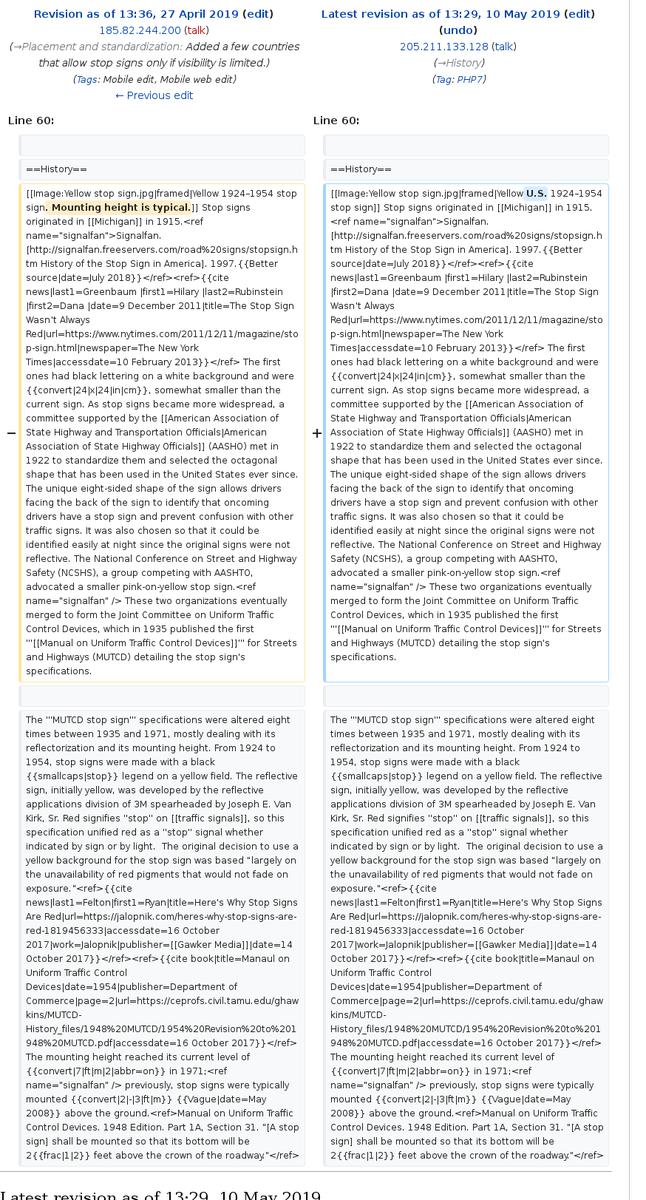 Revision as of 13:36, 27 April 2019 (edit)
185.82.244.200 (talk)
(→Placement and standardization: Added a few countries
that allow stop signs only if visibility is limited.)
(Tags: Mobile edit, Mobile web edit)
← Previous edit
Latest revision as of 13:29, 10 May 2019 (edit)
(undo)
205.211.133.128 (talk)
(→History)
(Tag: PHP7)
Line 60:
Line 60:
==History==
==History==
−
[[Image:Yellow stop sign.jpg|framed|Yellow 1924–1954 stop
sign. Mounting height is typical.]] Stop signs
originated in [[Michigan]] in 1915.<ref
name="signalfan">Signalfan.
[http://signalfan.freeservers.com/road%20signs/stopsign.h
tm History of the Stop Sign in America]. 1997.{{Better
source|date=July 2018}}</ref><ref>{{cite
news|last1=Greenbaum |first1=Hilary |last2=Rubinstein
|first2=Dana |date=9 December 2011|title=The Stop Sign
Wasn't Always
Red|url=https://www.nytimes.com/2011/12/11/magazine/sto
p-sign.html|newspaper=The New York
Times|accessdate=10 February 2013}}</ref> The first
ones had black lettering on a white background and were
{{convert|24|x|24|in|cm}}, somewhat smaller than the
current sign. As stop signs became more widespread, a
committee supported by the [[American Association of
State Highway and Transportation Officials|American
Association of State Highway Officials]] (AASHO) met in
1922 to standardize them and selected the octagonal
shape that has been used in the United States ever since.
The unique eight-sided shape of the sign allows drivers
facing the back of the sign to identify that oncoming
drivers have a stop sign and prevent confusion with other
traffic signs. It was also chosen so that it could be
identified easily at night since the original signs were not
reflective. The National Conference on Street and Highway
Safety (NCSHS), a group competing with AASHTO,
advocated a smaller pink-on-yellow stop sign.<ref
name="signalfan" /> These two organizations eventually
merged to form the Joint Committee on Uniform Traffic
Control Devices, which in 1935 published the first
'''[[Manual on Uniform Traffic Control Devices]]''' for Streets
and Highways (MUTCD) detailing the stop sign's
specifications.
+
[[Image:Yellow stop sign.jpg|framed|Yellow U.S. 1924–1954
stop sign]] Stop signs originated in [[Michigan]] in 1915.
<ref name="signalfan">Signalfan.
[http://signalfan.freeservers.com/road%20signs/stopsign.h
tm History of the Stop Sign in America]. 1997.{{Better
source|date=July 2018}}</ref><ref>{{cite
news|last1=Greenbaum |first1=Hilary |last2=Rubinstein
|first2=Dana |date=9 December 2011|title=The Stop Sign
Wasn't Always
Red|url=https://www.nytimes.com/2011/12/11/magazine/sto
p-sign.html|newspaper=The New York
Times|accessdate=10 February 2013}}</ref> The first
ones had black lettering on a white background and were
{{convert|24|x|24|in|cm}}, somewhat smaller than the
current sign. As stop signs became more widespread, a
committee supported by the [[American Association of
State Highway and Transportation Officials|American
Association of State Highway Officials]] (AASHO) met in
1922 to standardize them and selected the octagonal
shape that has been used in the United States ever since.
The unique eight-sided shape of the sign allows drivers
facing the back of the sign to identify that oncoming
drivers have a stop sign and prevent confusion with other
traffic signs. It was also chosen so that it could be
identified easily at night since the original signs were not
reflective. The National Conference on Street and Highway
Safety (NCSHS), a group competing with AASHTO,
advocated a smaller pink-on-yellow stop sign.<ref
name="signalfan" /> These two organizations eventually
merged to form the Joint Committee on Uniform Traffic
Control Devices, which in 1935 published the first
'''[[Manual on Uniform Traffic Control Devices]]''' for Streets
and Highways (MUTCD) detailing the stop sign's
specifications.
The '''MUTCD stop sign''' specifications were altered eight
times between 1935 and 1971, mostly dealing with its
reflectorization and its mounting height. From 1924 to
1954, stop signs were made with a black
{{smallcaps|stop}} legend on a yellow field. The reflective
sign, initially yellow, was developed by the reflective
applications division of 3M spearheaded by Joseph E. Van
Kirk, Sr. Red signifies "stop" on [[traffic signals]], so this
specification unified red as a "stop" signal whether
indicated by sign or by light.  The original decision to use a
yellow background for the stop sign was based "largely on
the unavailability of red pigments that would not fade on
exposure."<ref>{{cite
news|last1=Felton|first1=Ryan|title=Here's Why Stop Signs
Are Red|url=https://jalopnik.com/heres-why-stop-signs-are-
red-1819456333|accessdate=16 October
2017|work=Jalopnik|publisher=[[Gawker Media]]|date=14
October 2017}}</ref><ref>{{cite book|title=Manaul on
Uniform Traffic Control
Devices|date=1954|publisher=Department of
Commerce|page=2|url=https://ceprofs.civil.tamu.edu/ghaw
kins/MUTCD-
History_files/1948%20MUTCD/1954%20Revision%20to%201
948%20MUTCD.pdf|accessdate=16 October 2017}}</ref>
The mounting height reached its current level of
{{convert|7|ft|m|2|abbr=on}} in 1971;<ref
name="signalfan" /> previously, stop signs were typically
mounted {{convert|2|-|3|ft|m}} {{Vague|date=May
2008}} above the ground.<ref>Manual on Uniform Traffic
Control Devices. 1948 Edition. Part 1A, Section 31. "[A stop
sign] shall be mounted so that its bottom will be
2{{frac|1|2}} feet above the crown of the roadway."</ref>
The '''MUTCD stop sign''' specifications were altered eight
times between 1935 and 1971, mostly dealing with its
reflectorization and its mounting height. From 1924 to
1954, stop signs were made with a black
{{smallcaps|stop}} legend on a yellow field. The reflective
sign, initially yellow, was developed by the reflective
applications division of 3M spearheaded by Joseph E. Van
Kirk, Sr. Red signifies "stop" on [[traffic signals]], so this
specification unified red as a "stop" signal whether
indicated by sign or by light.  The original decision to use a
yellow background for the stop sign was based "largely on
the unavailability of red pigments that would not fade on
exposure."<ref>{{cite
news|last1=Felton|first1=Ryan|title=Here's Why Stop Signs
Are Red|url=https://jalopnik.com/heres-why-stop-signs-are-
red-1819456333|accessdate=16 October
2017|work=Jalopnik|publisher=[[Gawker Media]]|date=14
October 2017}}</ref><ref>{{cite book|title=Manaul on
Uniform Traffic Control
Devices|date=1954|publisher=Department of
Commerce|page=2|url=https://ceprofs.civil.tamu.edu/ghaw
kins/MUTCD-
History_files/1948%20MUTCD/1954%20Revision%20to%201
948%20MUTCD.pdf|accessdate=16 October 2017}}</ref>
The mounting height reached its current level of
{{convert|7|ft|m|2|abbr=on}} in 1971;<ref
name="signalfan" /> previously, stop signs were typically
mounted {{convert|2|-|3|ft|m}} {{Vague|date=May
2008}} above the ground.<ref>Manual on Uniform Traffic
Control Devices. 1948 Edition. Part 1A, Section 31. "[A stop
sign] shall be mounted so that its bottom will be
2{{frac|1|2}} feet above the crown of the roadway."</ref>
Latest revision as of 13:29, 10 May 2019